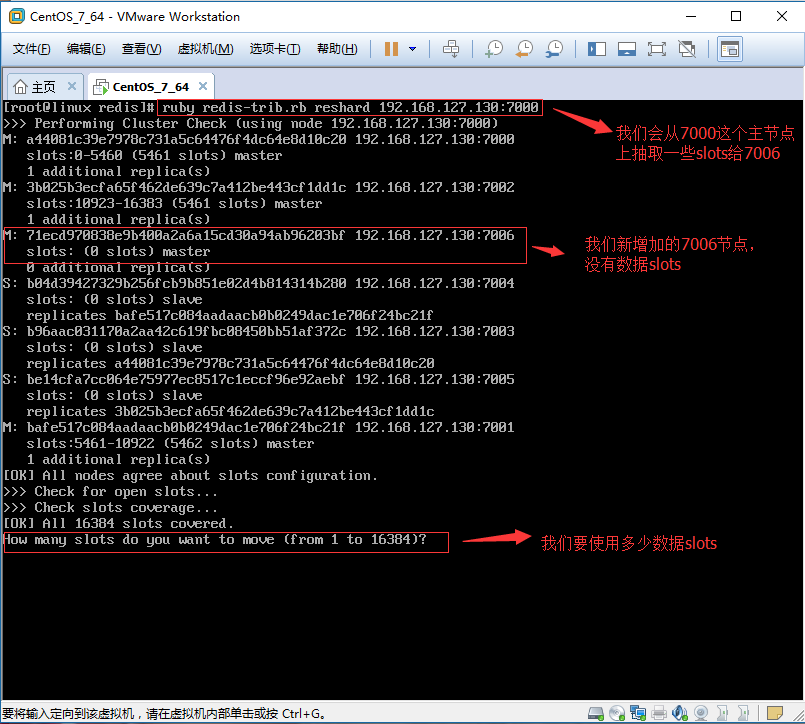 CentOS_7_64 - VMware Workstation
文件(F) 编辑(E) 查看(V) 虚拟机(M) 选项卡(T) 帮助(H)
主页 CentOS_7_64
[root@linux redis]# ruby redis-trib.rb reshard 192.168.127.130:7000
>>> Performing Cluster Check (using node 192.168.127.130:7000)
M: a44081c39e7978c731a5c64476f4dc64e8d10c20 192.168.127.130:7000
slots:0-5460 (5461 slots) master
1 additional replica(s)
我们会从7000这个主节点
上抽取一些slots给7006
M: 3b025b3ecfa65f462de639c7a412be443cf1dd1c 192.168.127.130:7002
slots:10923-16383 (5461 slots) master
1 additional replica(s)
M: 71ecd970838e9b400a2a6a15cd30a94ab96203bf 192.168.127.130:7006
slots: (0 slots) master
0 additional replica(s)
我们新增加的7006节点，
没有数据slots
S: b04d39427329b256fcb9b851e02d4b814314b280 192.168.127.130:7004
slots: (0 slots) slave
replicates bafe517c084aadaacb0b0249dac1e706f24bc21f
S: b96aac031170a2aa42c619fbc08450bb51af372c 192.168.127.130:7003
slots: (0 slots) slave
replicates a44081c39e7978c731a5c64476f4dc64e8d10c20
S: be14cfa7cc064e75977ec8517c1eccf96e92aebf 192.168.127.130:7005
slots: (0 slots) slave
replicates 3b025b3ecfa65f462de639c7a412be443cf1dd1c
M: bafe517c084aadaacb0b0249dac1e706f24bc21f 192.168.127.130:7001
slots:5461-10922 (5462 slots) master
1 additional replica(s)
[OK] All nodes agree about slots configuration.
>>> Check for open slots...
>>> Check slots coverage...
[OK] All 16384 slots covered.
How many slots do you want to move (from 1 to 16384)?
我们要使用多少数据slots
要将输入定向到该虚拟机，请在虚拟机内部单击或按 Ctrl+G。